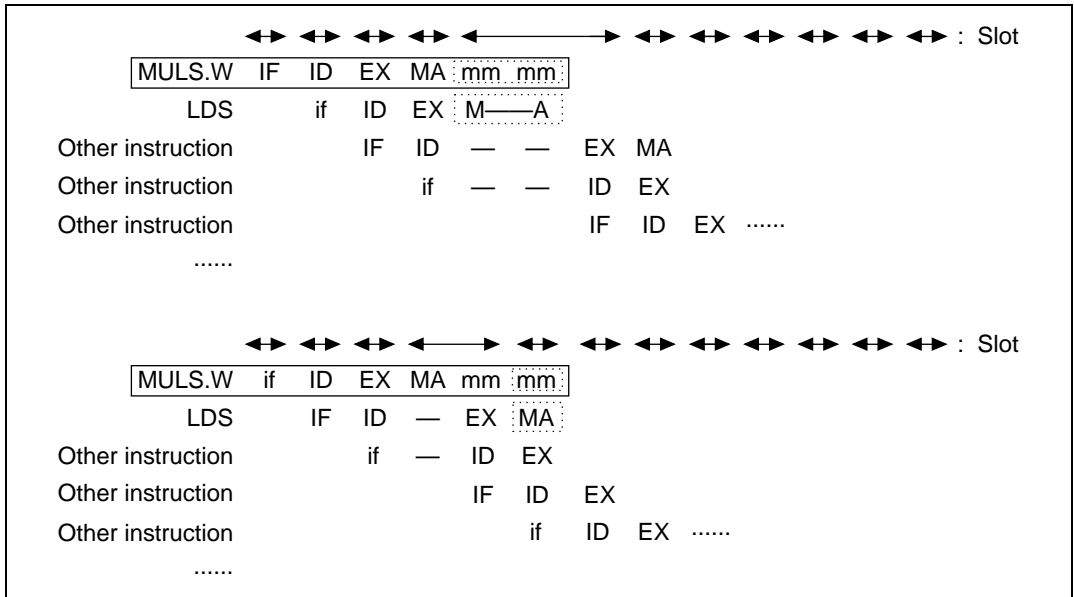 : Slot
MULS.W IF ID EX MA mm mm
LDS if ID EX M——A
Other instruction IF ID — — EX MA
Other instruction if — — ID EX
Other instruction IF ID EX ......
......
: Slot
MULS.W if ID EX MA mm mm
LDS IF ID — EX MA
Other instruction if — ID EX
Other instruction IF ID EX
Other instruction if ID EX ......
......